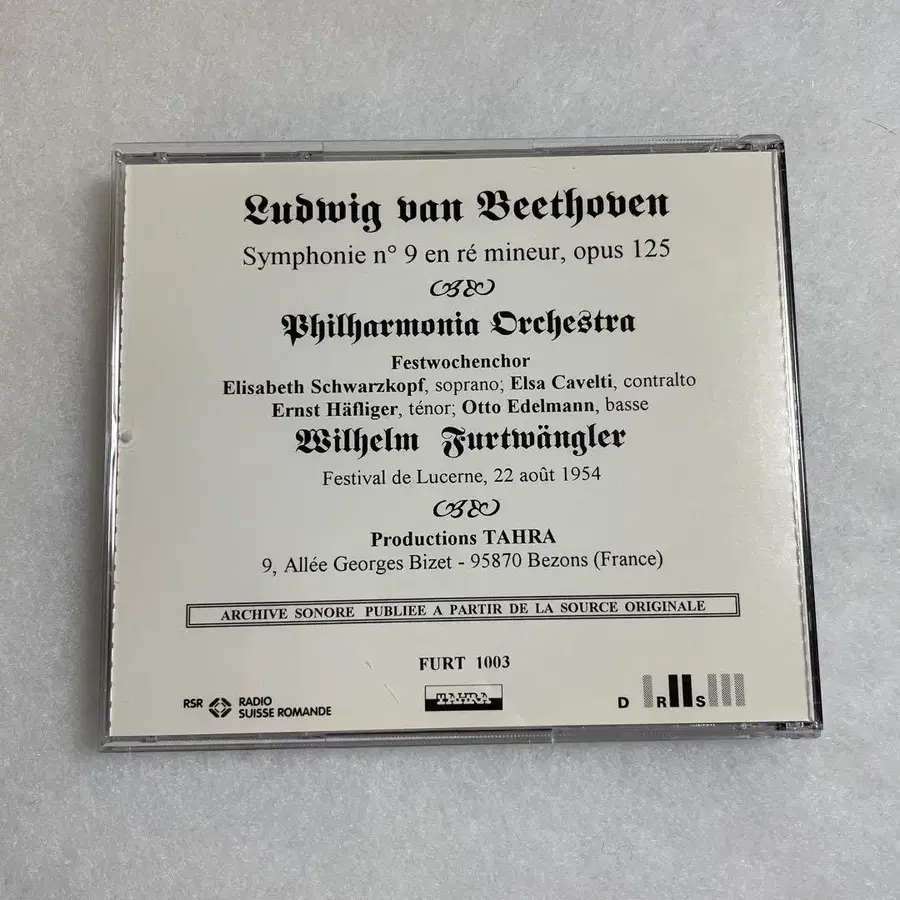 Ludwig van Beethoven
Symphonie n° 9 en ré mineur, opus 125
Philharmonia Orchestra
Festwochenchor
Elisabeth Schwarzkopf, soprano; Elsa Cavelti, contralto
Ernst Häfliger, ténor; Otto Edelmann, basse
Wilhelm Furtwängler
Festival de Lucerne, 22 août 1954
Productions TAHRA
9, Allée Georges Bizet - 95870 Bezons (France)
ARCHIVE SONORE PUBLIEE A PARTIR DE LA SOURCE ORIGINALE
FURT 1003
RSR RADIO
SUISSE ROMANDE
TAHRA
D R S